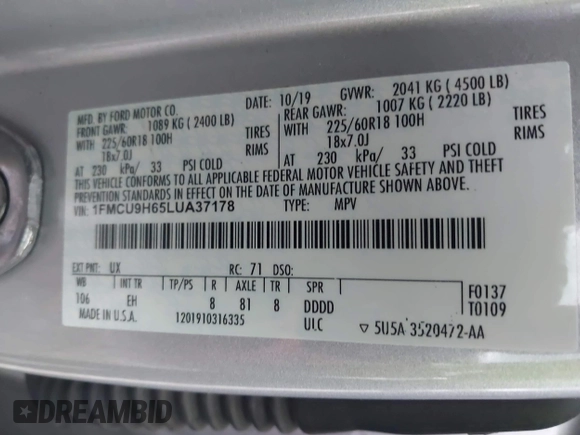 MFD. BY FORD MOTOR CO.
DATE: 10/19 GVWR: 2041 KG ( 4500 LB)
FRONT GAWR: 1089 KG ( 2400 LB)
REAR GAWR: 1007 KG ( 2220 LB)
WITH 225/60R18 100H TIRES
WITH 225/60R18 100H TIRES
18x7.0J RIMS
18x7.0J RIMS
AT 230 kPa/ 33 PSI COLD
AT 230 kPa/ 33 PSI COLD
THIS VEHICLE CONFORMS TO ALL APPLICABLE FEDERAL MOTOR VEHICLE SAFETY AND THEFT
PREVENTION STANDARDS IN EFFECT ON THE DATE OF MANUFACTURE SHOWN ABOVE.
VIN: 1FMCU9H65LUA37178 TYPE: MPV
EXT PNT: UX RC: 71 DSO:
WB INT TR TP/PS R AXLE TR SPR
106 EH 8 81 8 DDDD
F0137
T0109
MADE IN U.S.A. 1201910316335 ULC
▽ 5U5A 3520472-AA
DREAMBID